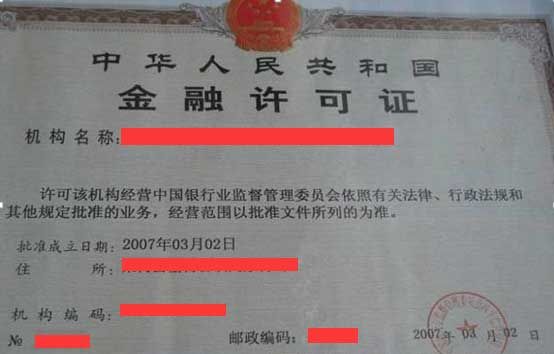 中华人民共和国
金融许可证
机构名称:
许可该机构经营中国银行业监督管理委员会依照有关法律、行政法规和
其他规定批准的业务，经营范围以批准文件所列的为准。
批准成立日期: 2007年03月02日
住 所:
机构编码:
№ 邮政编码: 2007 年 03 月 02 日